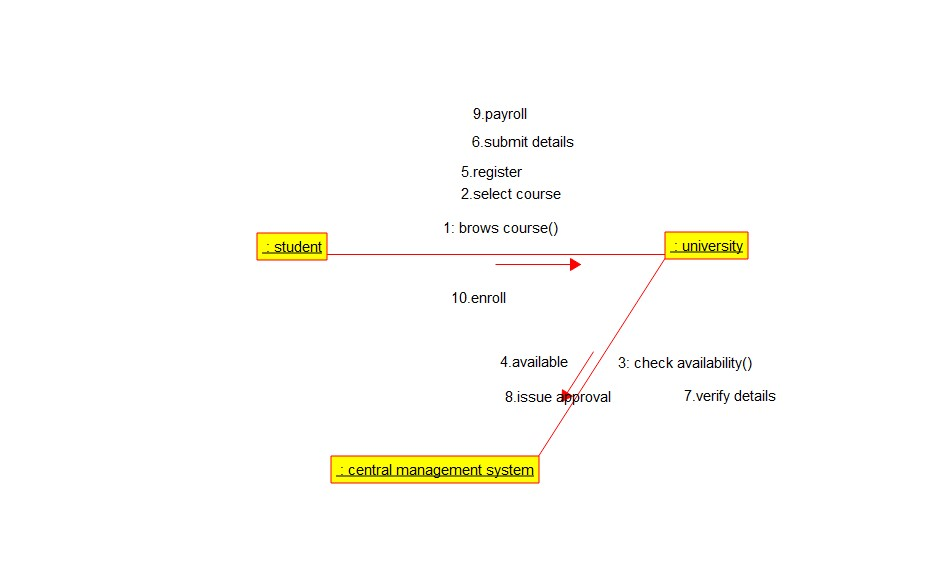 9.payroll
6.submit details
5.register
2.select course
1: brows course()
: student
: university
10.enroll
4.available
3: check availability()
8.issue approval
7.verify details
: central management system